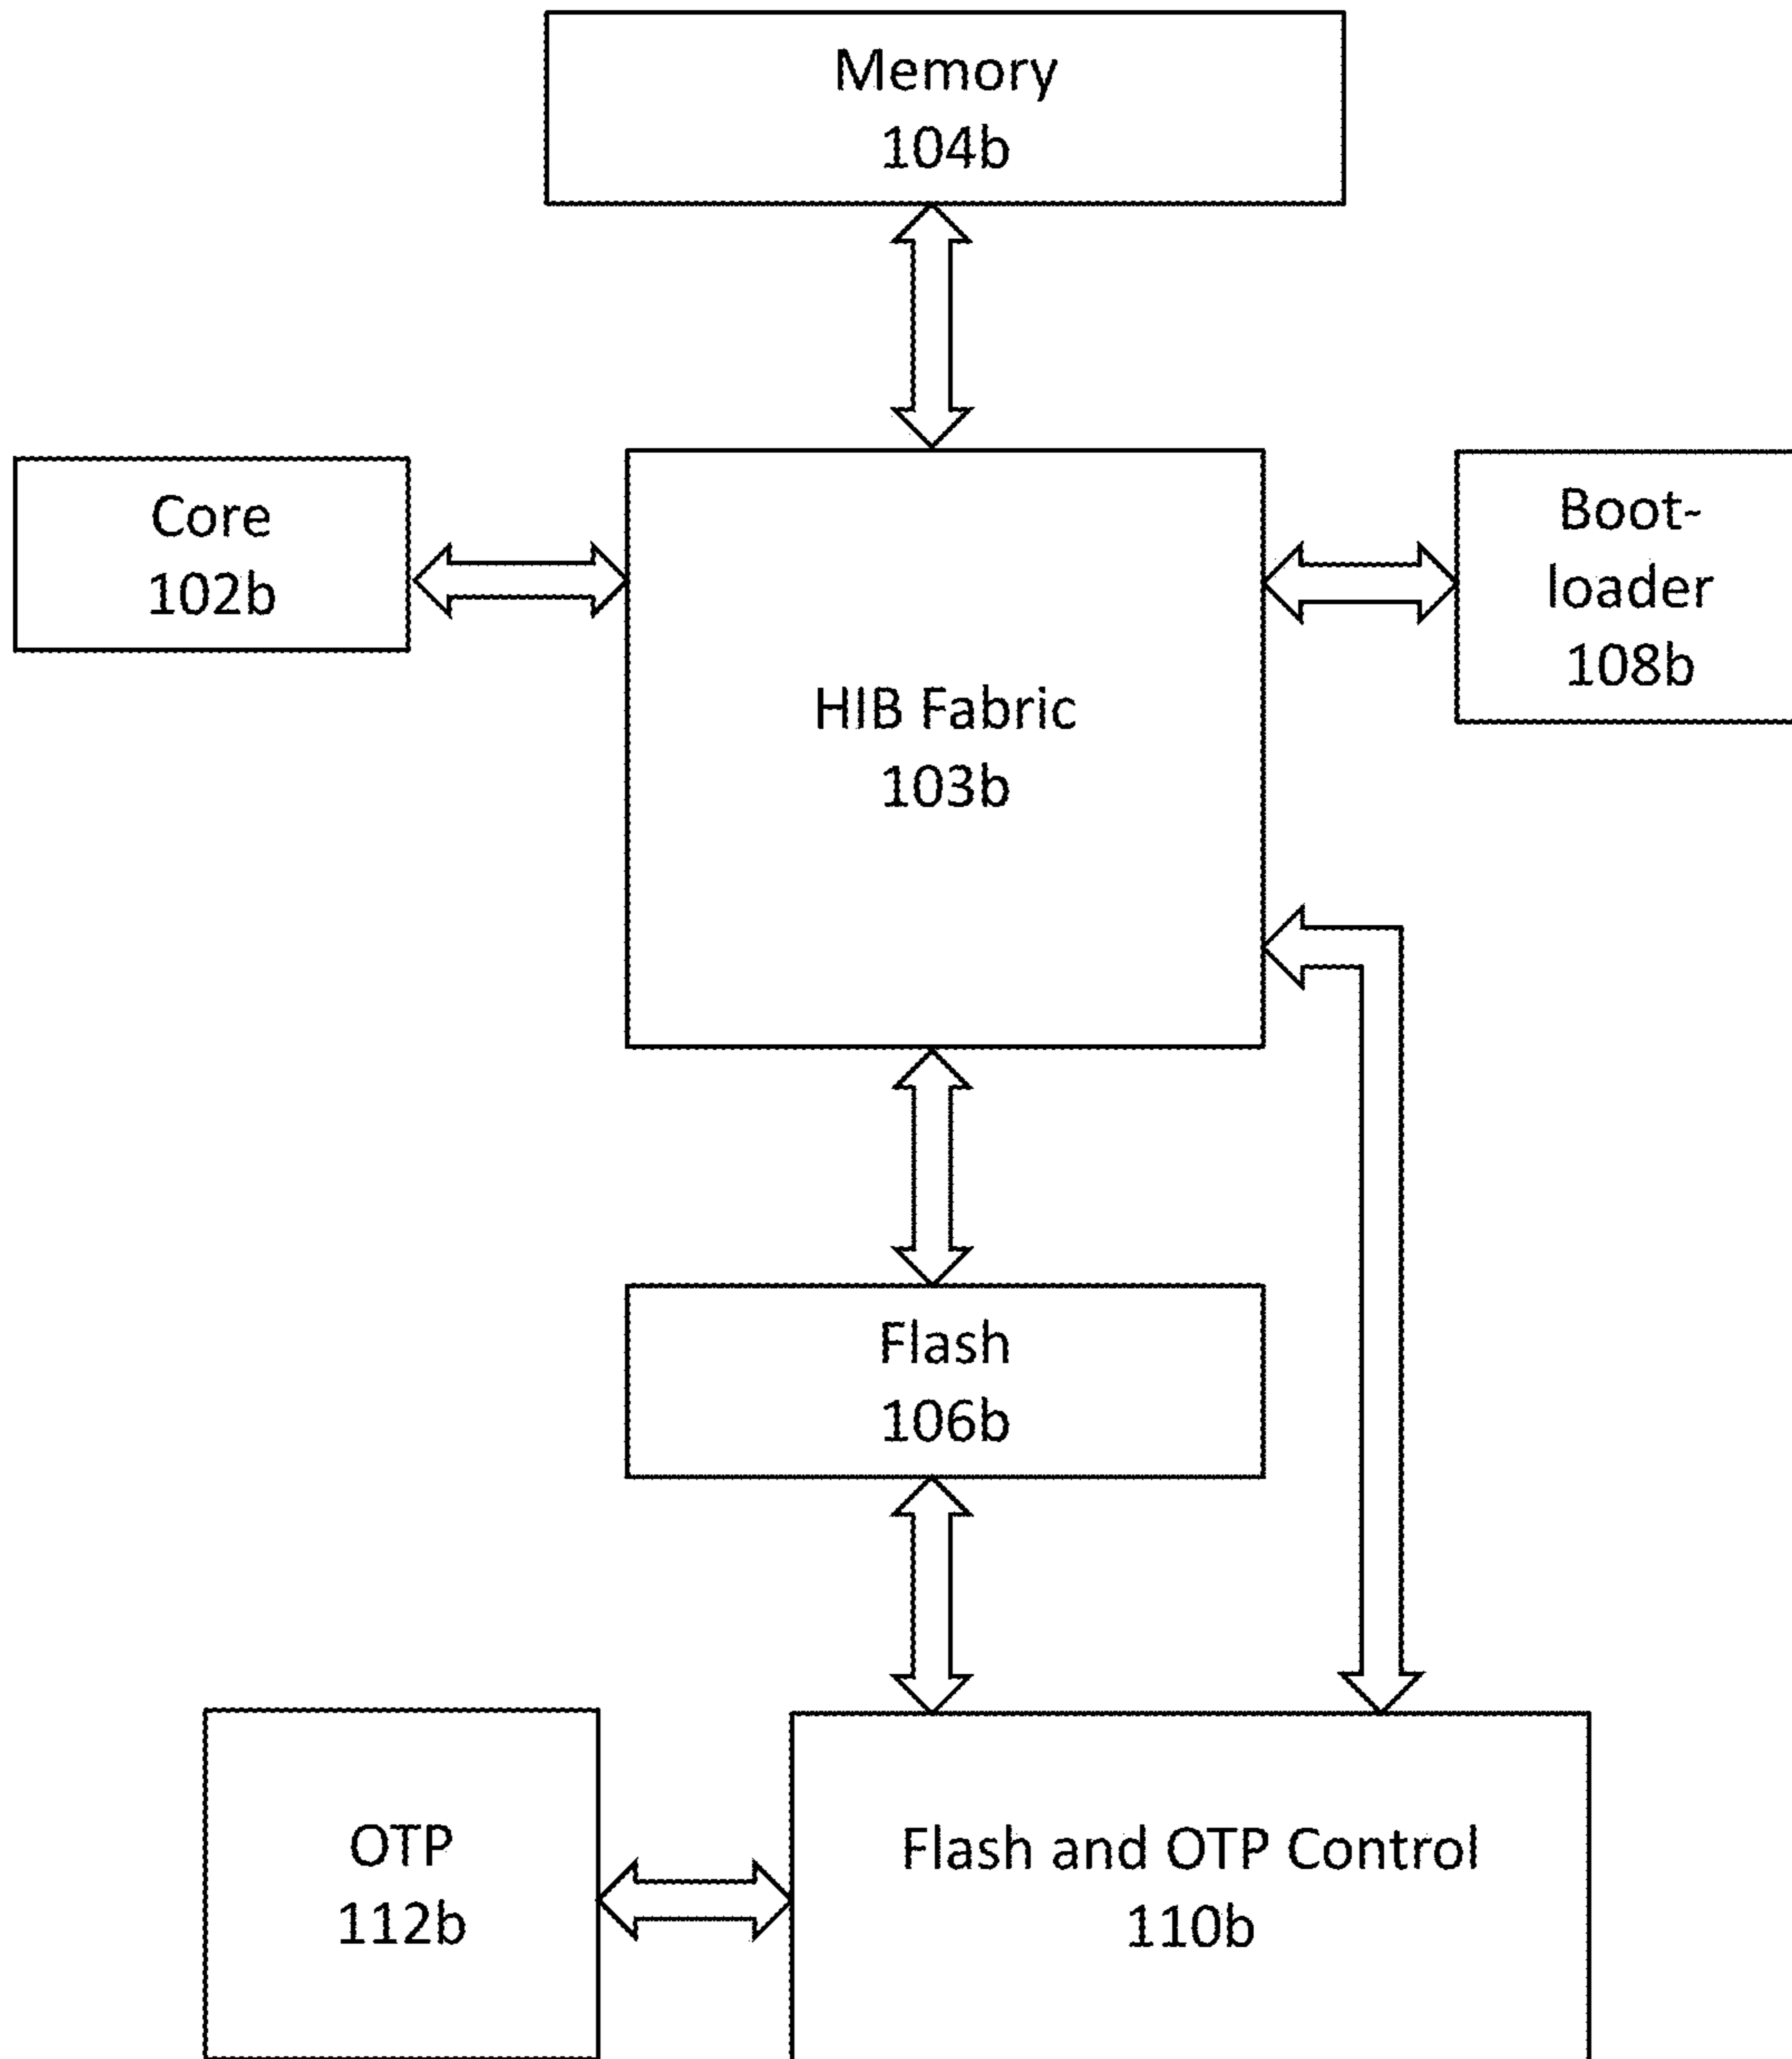 Memory
104b
Core
102b
HIB Fabric
103b
Boot-
loader
108b
Flash
106b
OTP
112b
Flash and OTP Control
110b